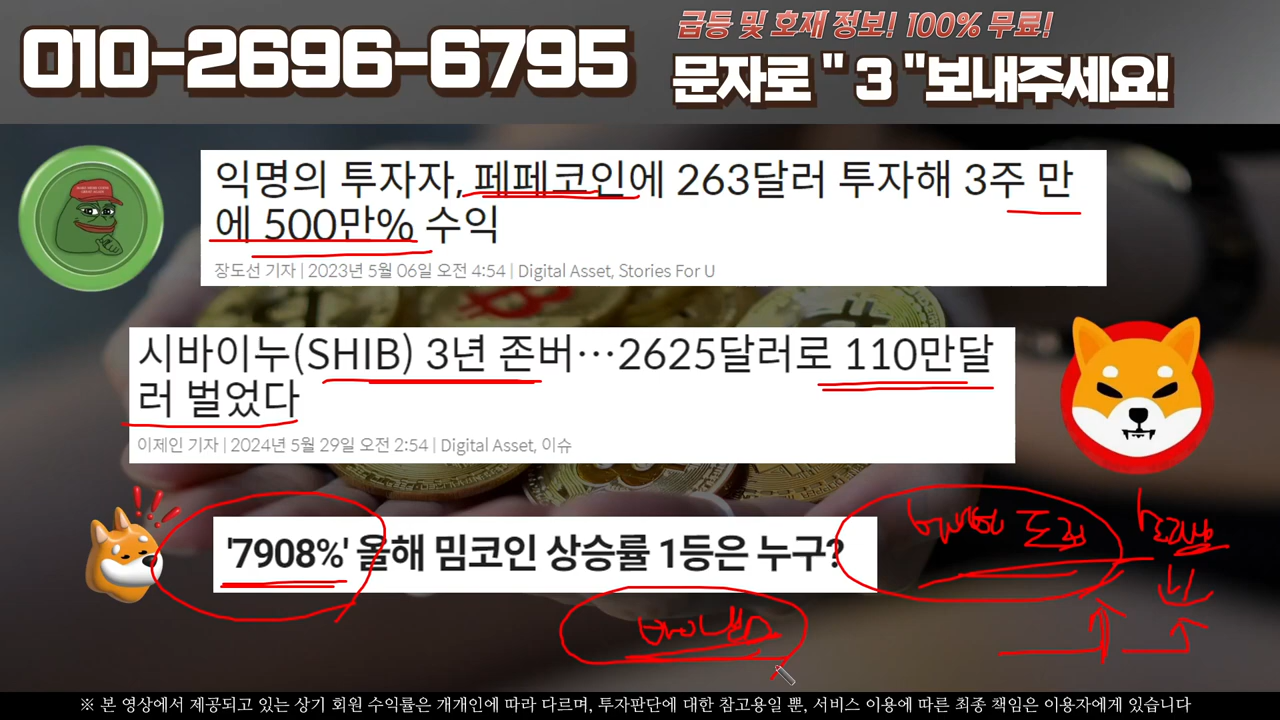 010-2696-6795
급등 및 호재 정보! 100% 무료!
문자로 " 3 "보내주세요!
익명의 투자자, 페페코인에 263달러 투자해 3주 만
에 500만% 수익
장도선 기자 | 2023년 5월 06일 오전 4:54 | Digital Asset, Stories For U
시바이누(SHIB) 3년 존버…2625달러로 110만달
러 벌었다
이제인 기자 | 2024년 5월 29일 오전 2:54 | Digital Asset, 이슈
'7908%' 올해 밈코인 상승률 1등은 누구?
※ 본 영상에서 제공되고 있는 상기 회원 수익률은 개개인에 따라 다르며, 투자판단에 대한 참고용일 뿐, 서비스 이용에 따른 최종 책임은 이용자에게 있습니다